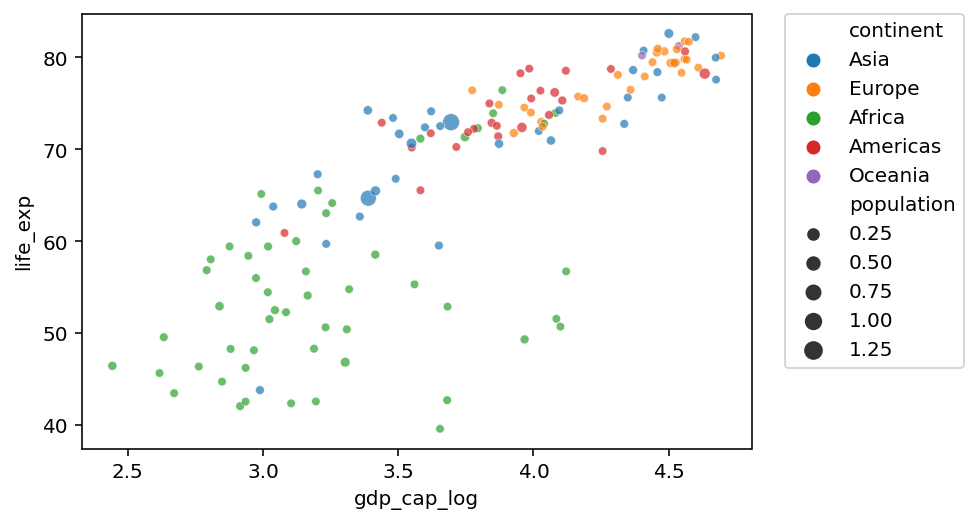 80
70
60
50
40
life_exp
2.5 3.0 3.5 4.0 4.5
gdp_cap_log
continent
Asia
Europe
Africa
Americas
Oceania
population
0.25
0.50
0.75
1.00
1.25